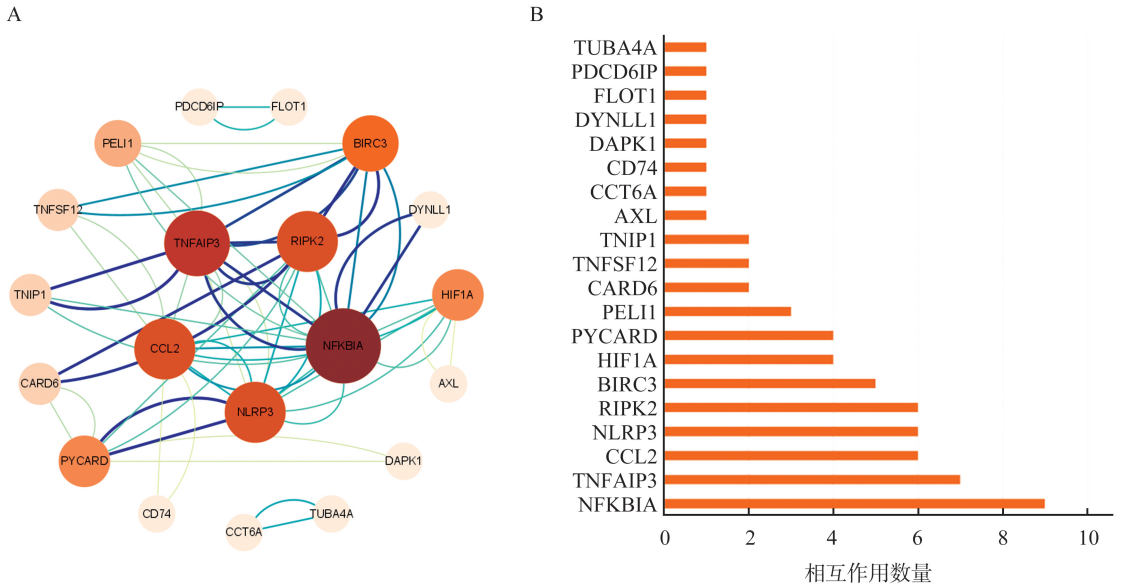 A
PDCD6IP
FLOT1
PELI1
BIRC3
TNFSF12
DYNLL1
TNFAIP3
RIPK2
TNIP1
HIF1A
CCL2
NFKBIA
CARD6
AXL
NLRP3
PYCARD
DAPK1
CD74
TUBA4A
CCT6A
B
TUBA4A
PDCD6IP
FLOT1
DYNLL1
DAPK1
CD74
CCT6A
AXL
TNIP1
TNFSF12
CARD6
PELI1
PYCARD
HIF1A
BIRC3
RIPK2
NLRP3
CCL2
TNFAIP3
NFKBIA
0 2 4 6 8 10
相互作用数量